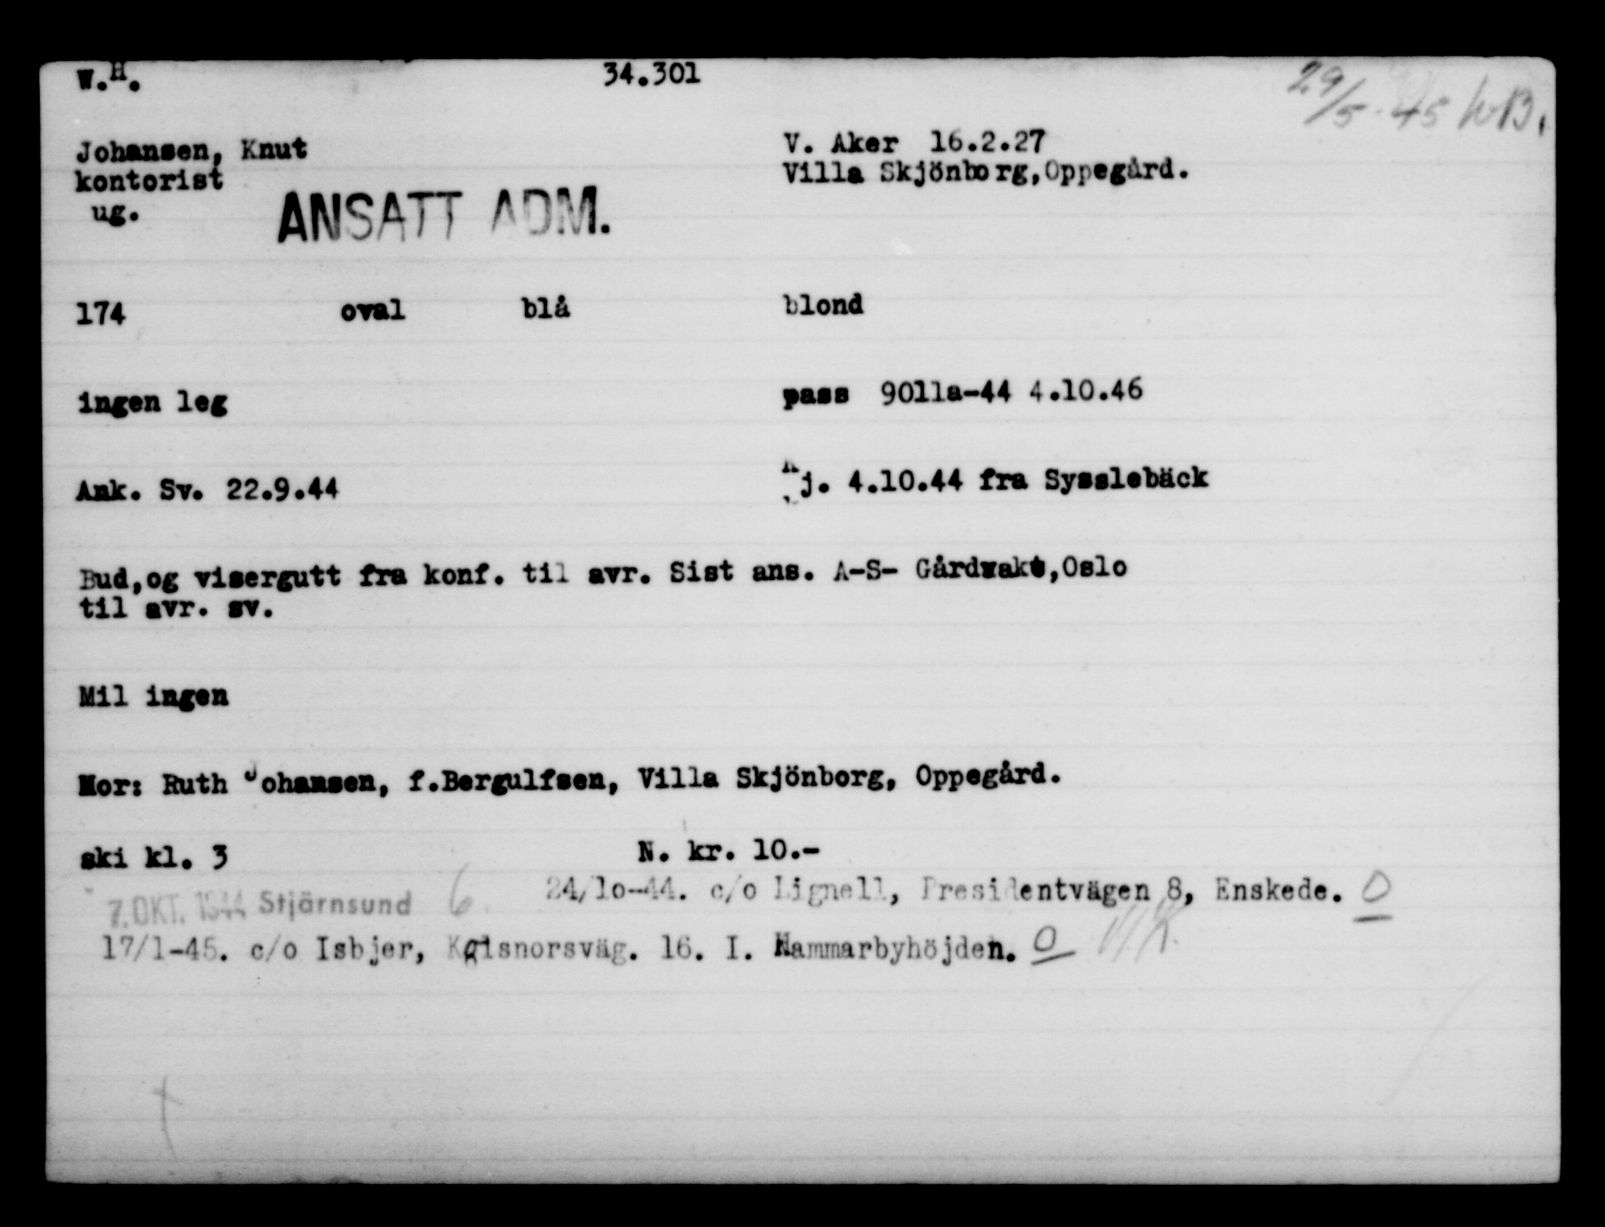 W.H. 34.301 29/5-45 WB.
Johansen, Knut V. Aker 16.2.27
kontorist Villa Skjönborg,Oppegård.
ug. ANSATT ADM.
174 oval blå blond
ingen leg pass 9011a-44 4.10.46
Ank. Sv. 22.9.44 Kj. 4.10.44 fra Sysslebäck
Bud,og visergutt fra konf. til avr. Sist ans. A-S- Gårdvakt,Oslo
til avr. sv.
Mil ingen
Mor: Ruth Johansen, f.Bergulfsen, Villa Skjönborg, Oppegård.
ski kl. 3 N. kr. 10.-
7.OKT.1944 Stjärnsund 6 24/10-44. c/o Lignell, Presidentvägen 8, Enskede. O
17/1-45. c/o Isbjer, 16. I. Hammarbyhöjden. O